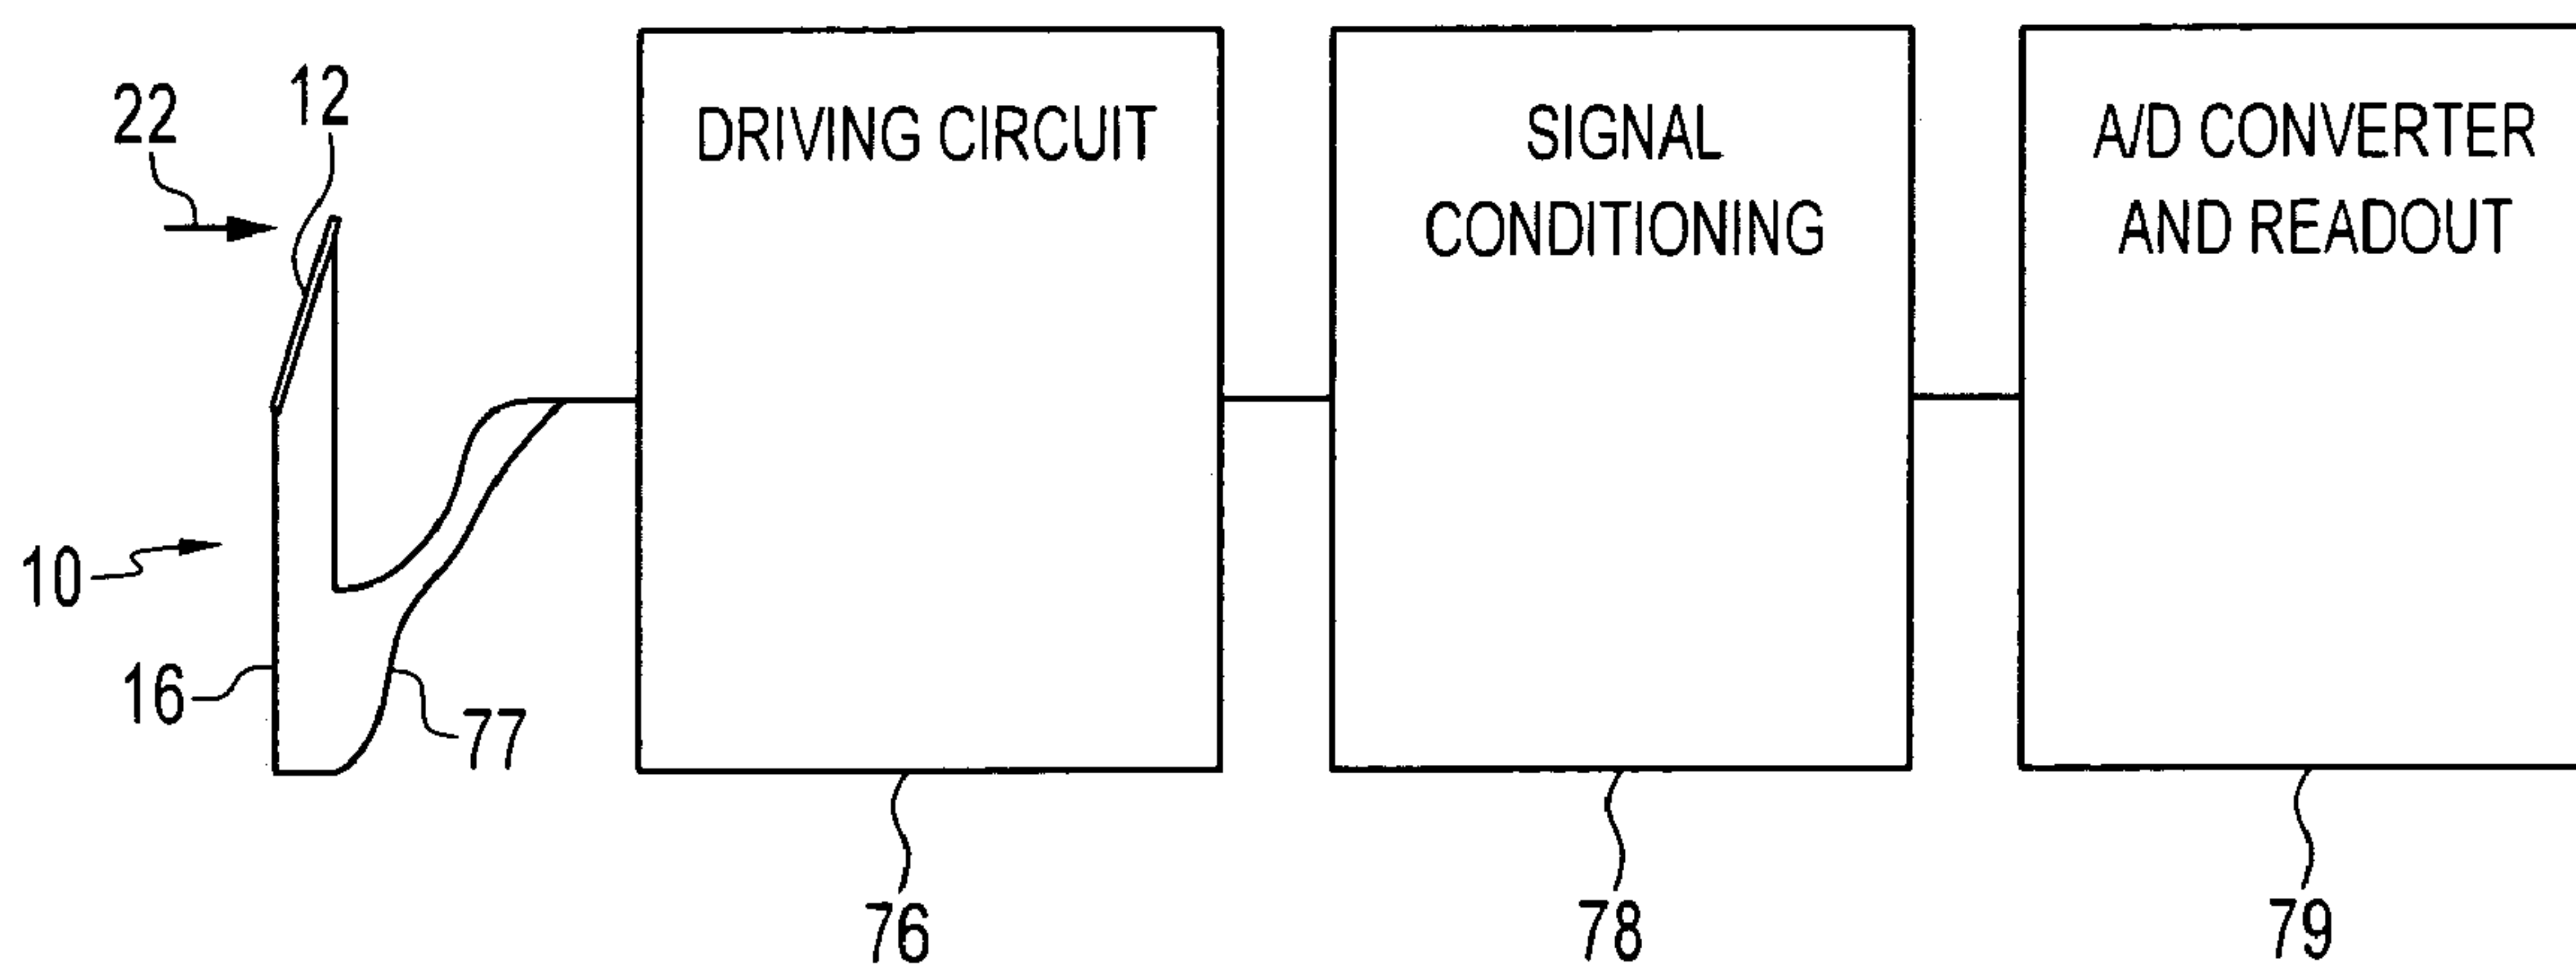 22
12
DRIVING CIRCUIT
SIGNAL
CONDITIONING
A/D CONVERTER
AND READOUT
10
16
77
76
78
79